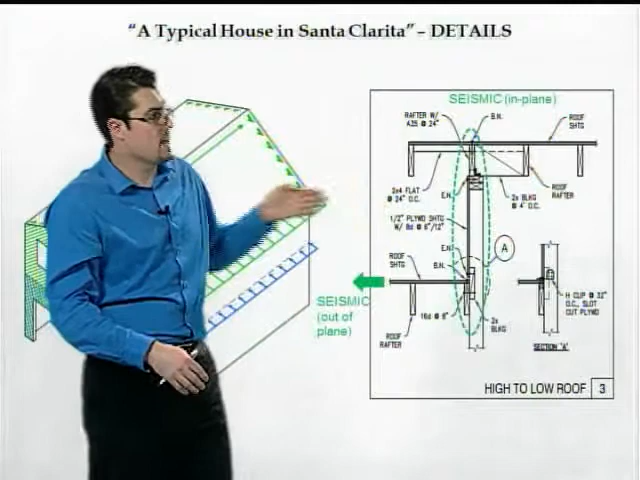 "A Typical House in Santa Clarita" – DETAILS
SEISMIC (in-plane)
RAFTER W/
A35 @ 24"
B.N.
ROOF
SHTG
2x4 FLAT
@ 24" O.C.
E.N.
2x BLKG
@ 4' O.C.
ROOF
RAFTER
1/2" PLYWD SHTG
W/ 8d @ 6"/12"
E.N.
A
ROOF
SHTG
B.N.
SEISMIC
(out of
plane)
16d @ 8"
2x
BLKG
H CLIP @ 32"
O.C., SLOT
CUT PLYWD
ROOF
RAFTER
SECTION 'A'
HIGH TO LOW ROOF 3